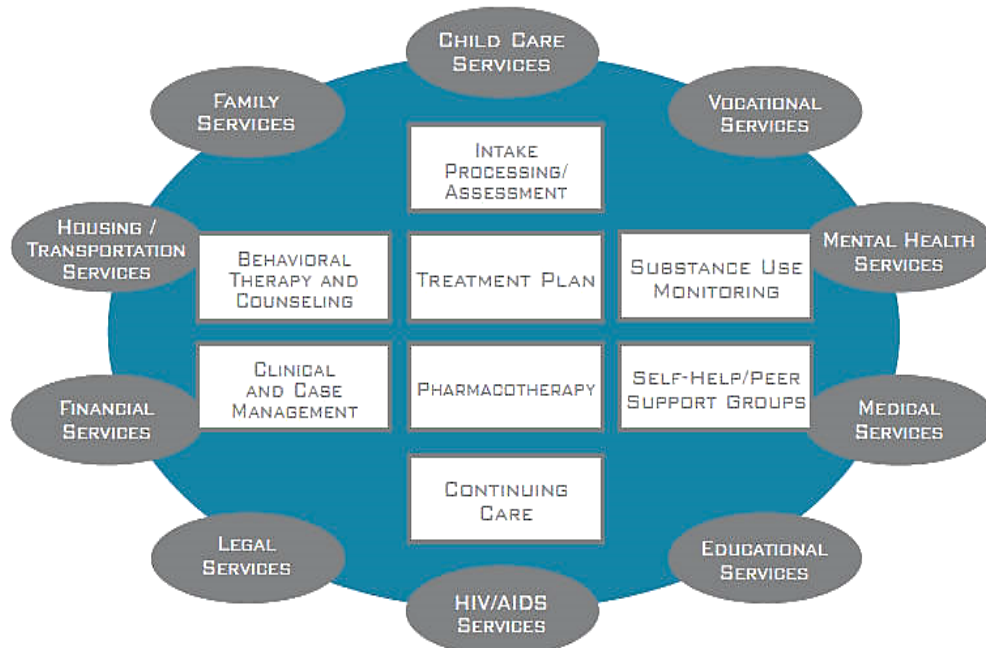 CHILD CARE
SERVICES
FAMILY
SERVICES
VOCATIONAL
SERVICES
INTAKE
PROCESSING/
ASSESSMENT
HOUSING /
TRANSPORTATION
SERVICES
BEHAVIORAL
THERAPY AND
COUNSELING
TREATMENT PLAN
SUBSTANCE USE
MONITORING
MENTAL HEALTH
SERVICES
FINANCIAL
SERVICES
CLINICAL
AND CASE
MANAGEMENT
PHARMACOTHERAPY
SELF-HELP/PEER
SUPPORT GROUPS
MEDICAL
SERVICES
CONTINUING
CARE
LEGAL
SERVICES
EDUCATIONAL
SERVICES
HIV/AIDS
SERVICES